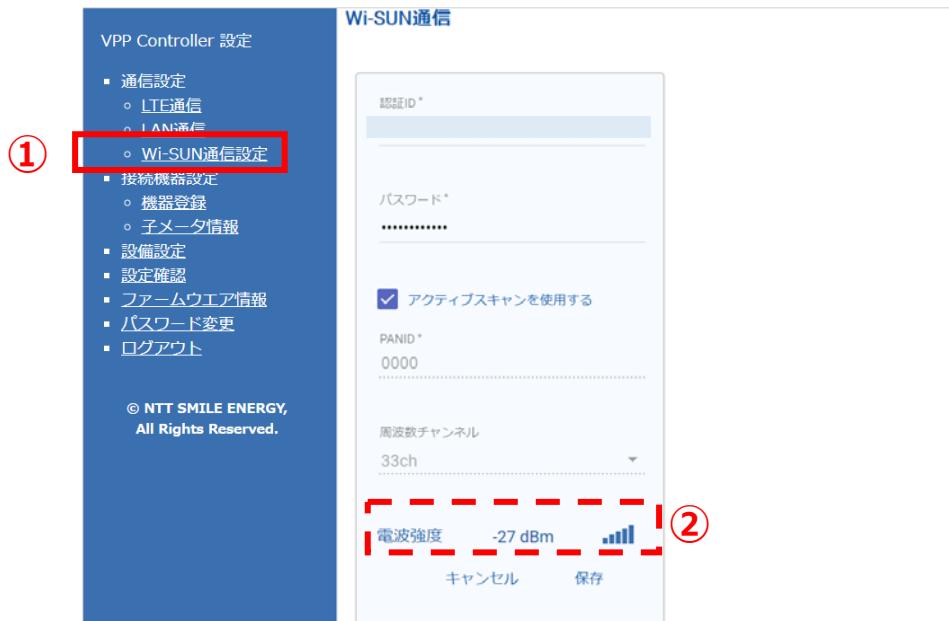 VPP Controller 設定
通信設定
LTE通信
LAN通信
①
Wi-SUN通信設定
接続機器設定
機器登録
子メータ情報
設備設定
設定確認
ファームウエア情報
パスワード変更
ログアウト
© NTT SMILE ENERGY,
All Rights Reserved.
Wi-SUN通信
認証ID*
パスワード*
••••••••••••
アクティブスキャンを使用する
PANID*
0000
周波数チャンネル
33ch
電波強度 -27 dBm
②
キャンセル 保存